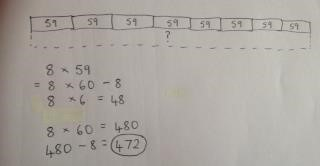 59 59 59 59 59 59 59 59
?
8 × 59
= 8 × 60 - 8
8 × 6 = 48
8 × 60 = 480
480 - 8 = 472